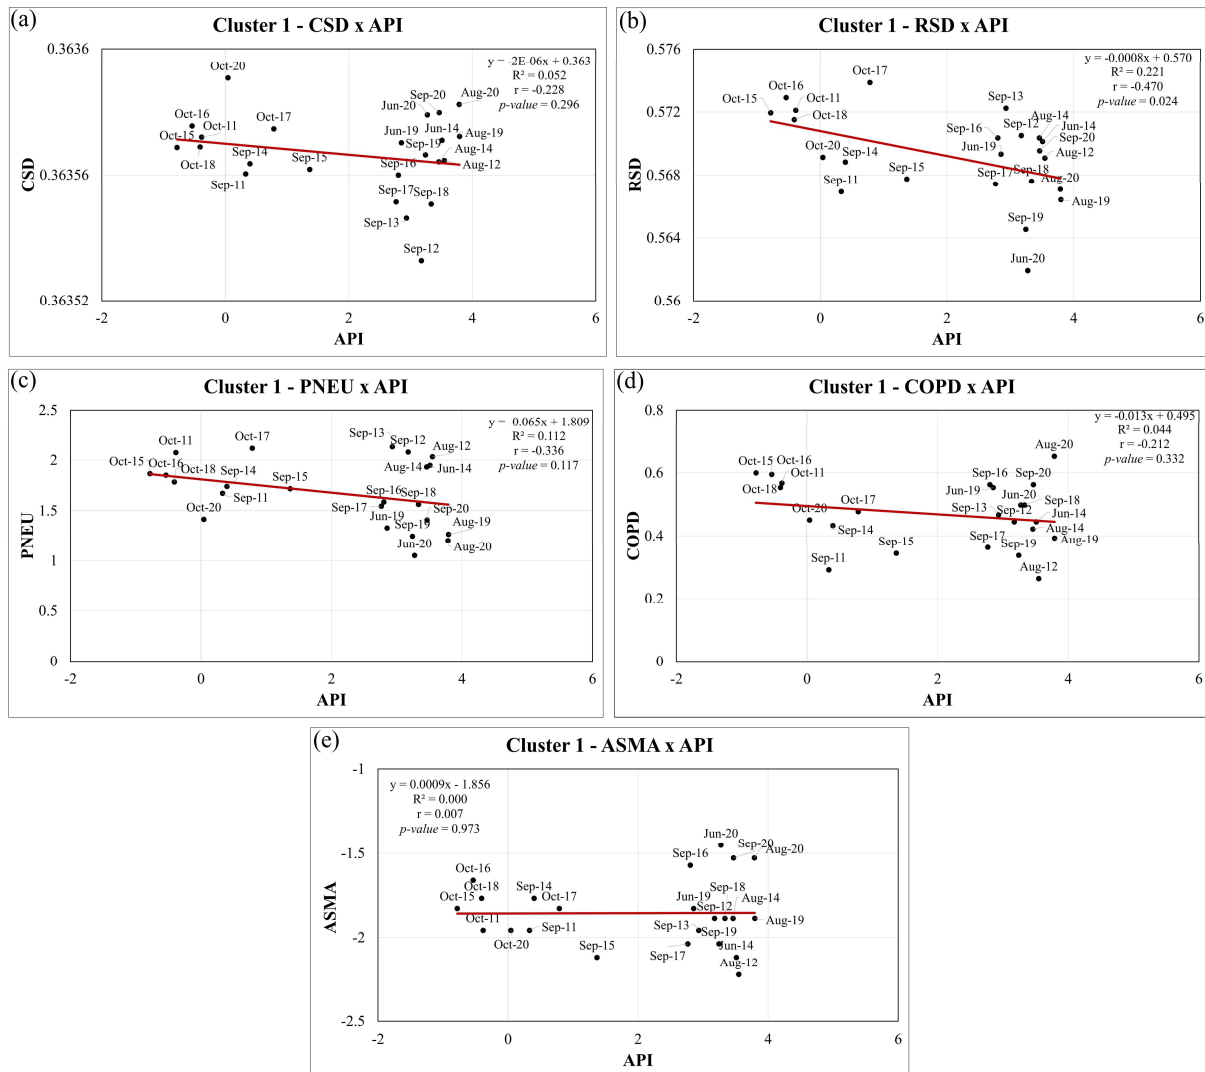 (a)
Cluster 1 - CSD x API
y = -2E-06x + 0.363
R² = 0.052
r = -0.228
p-value = 0.296
0.3636
0.36356
0.36352
CSD
Oct-20
Oct-16
Oct-11
Oct-17
Oct-15
Oct-18
Sep-14
Sep-11
Sep-15
Sep-20
Aug-20
Jun-20
Jun-19
Jun-14
Aug-19
Sep-19
Aug-14
Sep-16
Aug-12
Sep-17
Sep-18
Sep-13
Sep-12
-2
0
2
4
6
API
(b)
Cluster 1 - RSD x API
y = -0.0008x + 0.570
R² = 0.221
r = -0.470
p-value = 0.024
0.576
0.572
0.568
0.564
0.56
RSD
Oct-17
Oct-16
Oct-15
Oct-11
Oct-18
Oct-20
Sep-14
Sep-11
Sep-15
Sep-13
Sep-12
Aug-14
Jun-14
Sep-16
Sep-20
Jun-19
Aug-12
Sep-17
Sep-18
Aug-20
Aug-19
Sep-19
Jun-20
-2
0
2
4
6
API
(c)
Cluster 1 - PNEU x API
y = -0.065x + 1.809
R² = 0.112
r = -0.336
p-value = 0.117
2.5
2
1.5
1
0.5
0
PNEU
Oct-11
Oct-17
Oct-15
Oct-16
Oct-18
Sep-14
Sep-15
Sep-11
Oct-20
Sep-13
Sep-12
Aug-12
Aug-14
Jun-14
Sep-16
Sep-18
Sep-17
Sep-20
Jun-19
Sep-19
Aug-19
Jun-20
Aug-20
-2
0
2
4
6
API
(d)
Cluster 1 - COPD x API
y = -0.013x + 0.495
R² = 0.044
r = -0.212
p-value = 0.332
0.8
0.6
0.4
0.2
0
COPD
Oct-15
Oct-16
Oct-11
Oct-18
Oct-20
Oct-17
Sep-14
Sep-11
Sep-15
Aug-20
Sep-16
Sep-20
Jun-19
Jun-20
Sep-18
Sep-13
Sep-12
Jun-14
Aug-14
Sep-17
Sep-19
Aug-19
Aug-12
-2
0
2
4
6
API
(e)
Cluster 1 - ASMA x API
y = 0.0009x - 1.856
R² = 0.000
r = 0.007
p-value = 0.973
-1
-1.5
-2
-2.5
ASMA
Oct-16
Oct-18
Oct-15
Sep-14
Oct-17
Oct-11
Oct-20
Sep-11
Sep-15
Jun-20
Sep-20
Aug-20
Sep-16
Sep-18
Jun-19
Aug-14
Sep-12
Sep-13
Aug-19
Sep-19
Sep-17
Jun-14
Aug-12
-2
0
2
4
6
API